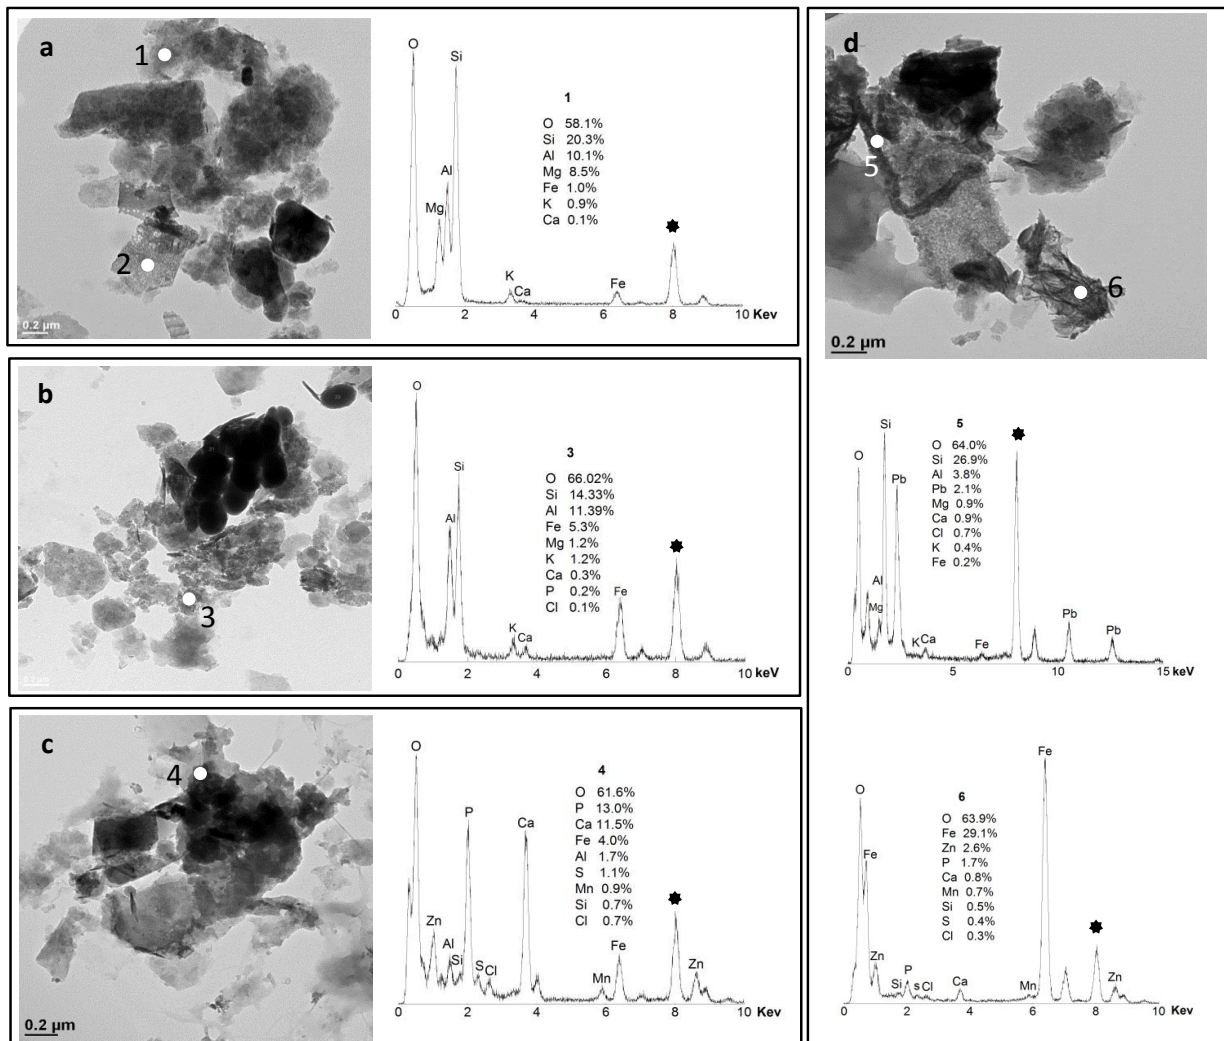 a
1
2
0.2 µm
O
Si
Al
Mg
K
Ca
Fe
1
O 58.1%
Si 20.3%
Al 10.1%
Mg 8.5%
Fe 1.0%
K 0.9%
Ca 0.1%
0 2 4 6 8 10 Kev
b
3
0.2 µm
O
Si
Al
K
Ca
Fe
3
O 66.02%
Si 14.33%
Al 11.39%
Fe 5.3%
Mg 1.2%
K 1.2%
Ca 0.3%
P 0.2%
Cl 0.1%
0 2 4 6 8 10 keV
c
4
0.2 µm
O
P
Ca
Zn
Al
Si
S
Cl
Mn
Fe
Zn
4
O 61.6%
P 13.0%
Ca 11.5%
Fe 4.0%
Al 1.7%
S 1.1%
Mn 0.9%
Si 0.7%
Cl 0.7%
0 2 4 6 8 10 Kev
d
5
6
0.2 µm
Si
O
Pb
Al
Mg
K Ca
Fe
Pb
Pb
5
O 64.0%
Si 26.9%
Al 3.8%
Pb 2.1%
Mg 0.9%
Ca 0.9%
Cl 0.7%
K 0.4%
Fe 0.2%
0 5 10 15 keV
Fe
O
Fe
Zn
Si
P
s
Cl
Ca
Mn
Zn
6
O 63.9%
Fe 29.1%
Zn 2.6%
P 1.7%
Ca 0.8%
Mn 0.7%
Si 0.5%
S 0.4%
Cl 0.3%
0 2 4 6 8 10 Kev